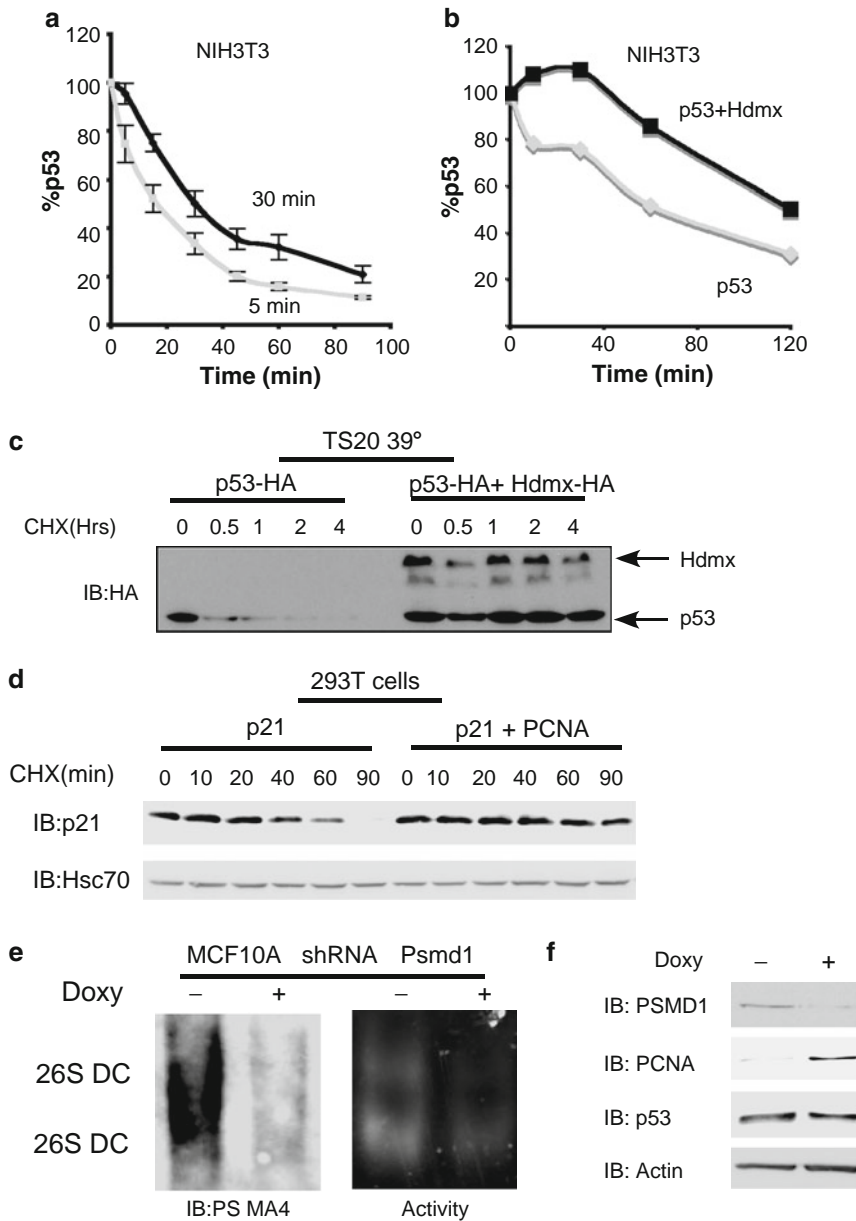 a
NIH3T3
120
100
80
60
40
20
0
%p53
30 min
5 min
0 20 40 60 80 100
Time (min)
b
NIH3T3
120
100
80
60
40
20
%p53
p53+Hdmx
p53
0 40 80 120
Time (min)
c
TS20 39°
p53-HA p53-HA+ Hdmx-HA
CHX(Hrs) 0 0.5 1 2 4 0 0.5 1 2 4
Hdmx
IB:HA
p53
d
293T cells
p21 p21 + PCNA
CHX(min) 0 10 20 40 60 90 0 10 20 40 60 90
IB:p21
IB:Hsc70
e
MCF10A shRNA Psmd1
Doxy − + − +
26S DC
26S DC
IB:PS MA4 Activity
f
Doxy − +
IB: PSMD1
IB: PCNA
IB: p53
IB: Actin